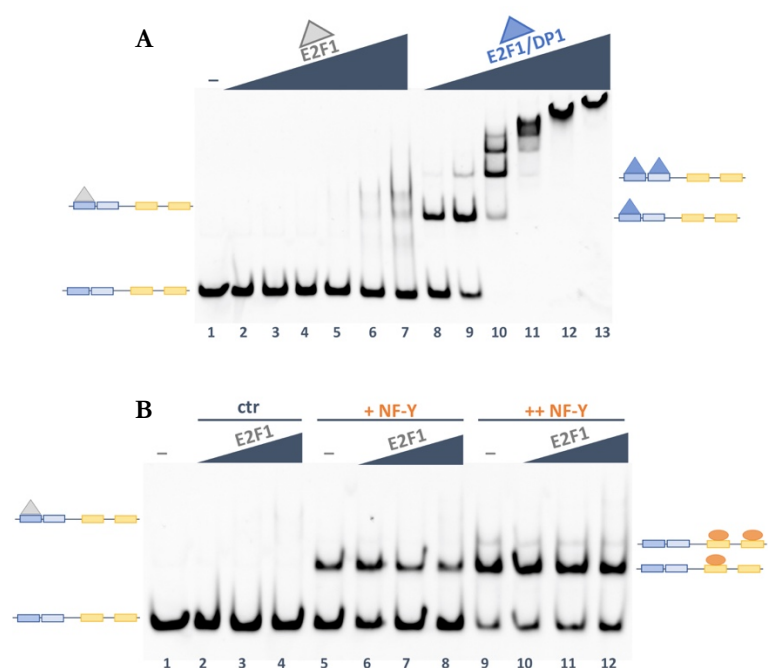 A
E2F1
E2F1/DP1
–
1 2 3 4 5 6 7 8 9 10 11 12 13
B
ctr + NF-Y ++ NF-Y
E2F1 E2F1 E2F1
– – –
1 2 3 4 5 6 7 8 9 10 11 12